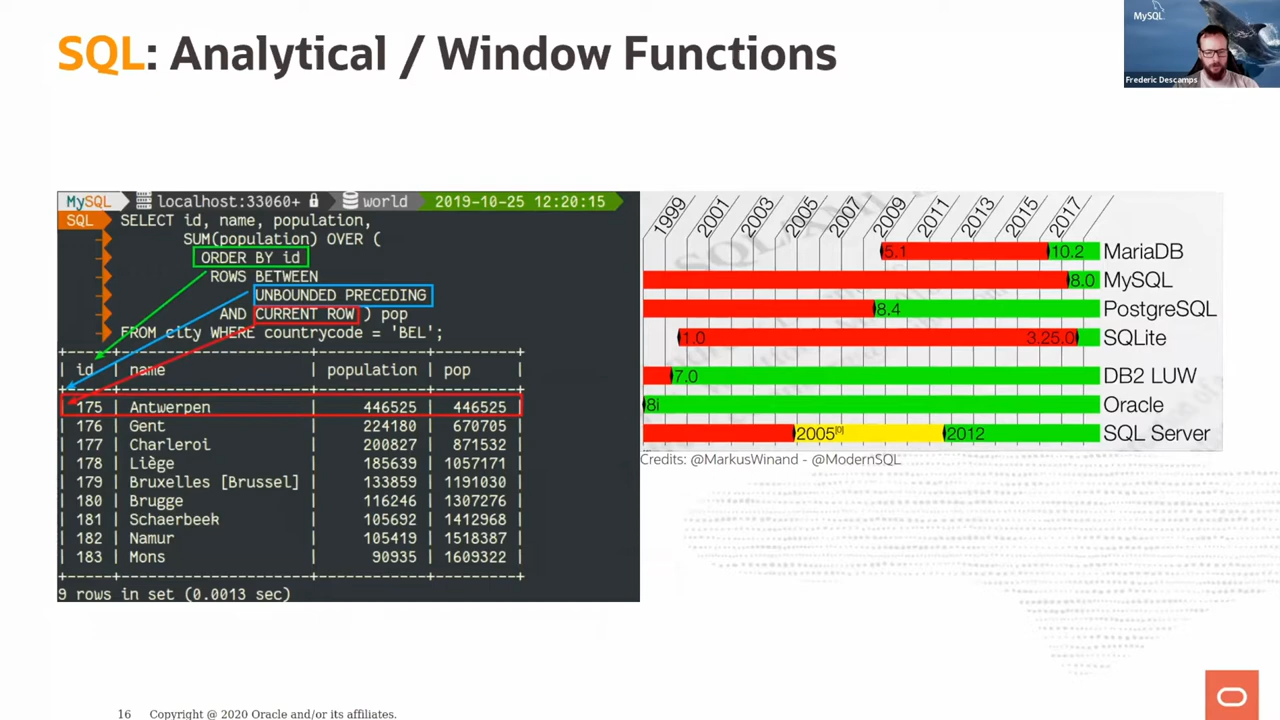 SQL: Analytical / Window Functions
MySQL
Frederic Descamps
MySQL localhost:33060+ world 2019-10-25 12:20:15
SQL SELECT id, name, population,
SUM(population) OVER (
ORDER BY id
ROWS BETWEEN
UNBOUNDED PRECEDING
AND CURRENT ROW ) pop
FROM city WHERE countrycode = 'BEL';
+-----+--------------------+------------+---------+
| id | name | population | pop |
+-----+--------------------+------------+---------+
| 175 | Antwerpen | 446525 | 446525 |
| 176 | Gent | 224180 | 670705 |
| 177 | Charleroi | 200827 | 871532 |
| 178 | Liège | 185639 | 1057171 |
| 179 | Bruxelles [Brussel] | 133859 | 1191030 |
| 180 | Brugge | 116246 | 1307276 |
| 181 | Schaerbeek | 105692 | 1412968 |
| 182 | Namur | 105419 | 1518387 |
| 183 | Mons | 90935 | 1609322 |
+-----+--------------------+------------+---------+
9 rows in set (0.0013 sec)
1999 2001 2003 2005 2007 2009 2011 2013 2015 2017
5.1 10.2 MariaDB
8.0 MySQL
8.4 PostgreSQL
1.0 3.25.0 SQLite
7.0 DB2 LUW
8i Oracle
2005[0] 2012 SQL Server
Credits: @MarkusWinand - @ModernSQL
16 Copyright @ 2020 Oracle and/or its affiliates.